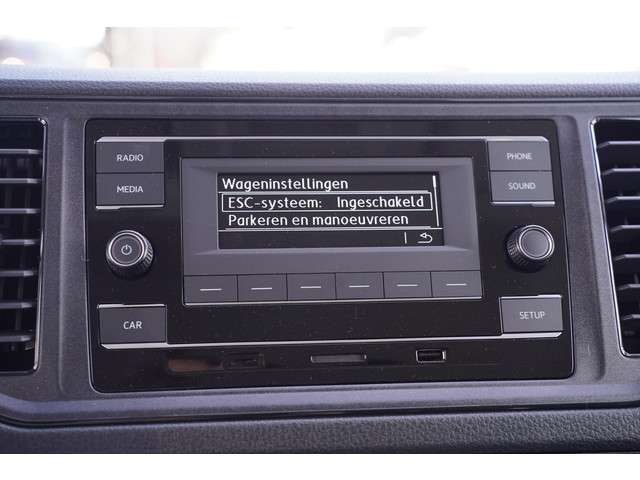 RADIO
MEDIA
CAR
Wageninstellingen
ESC-systeem: Ingeschakeld
Parkeren en manoeuvreren
PHONE
SOUND
SETUP